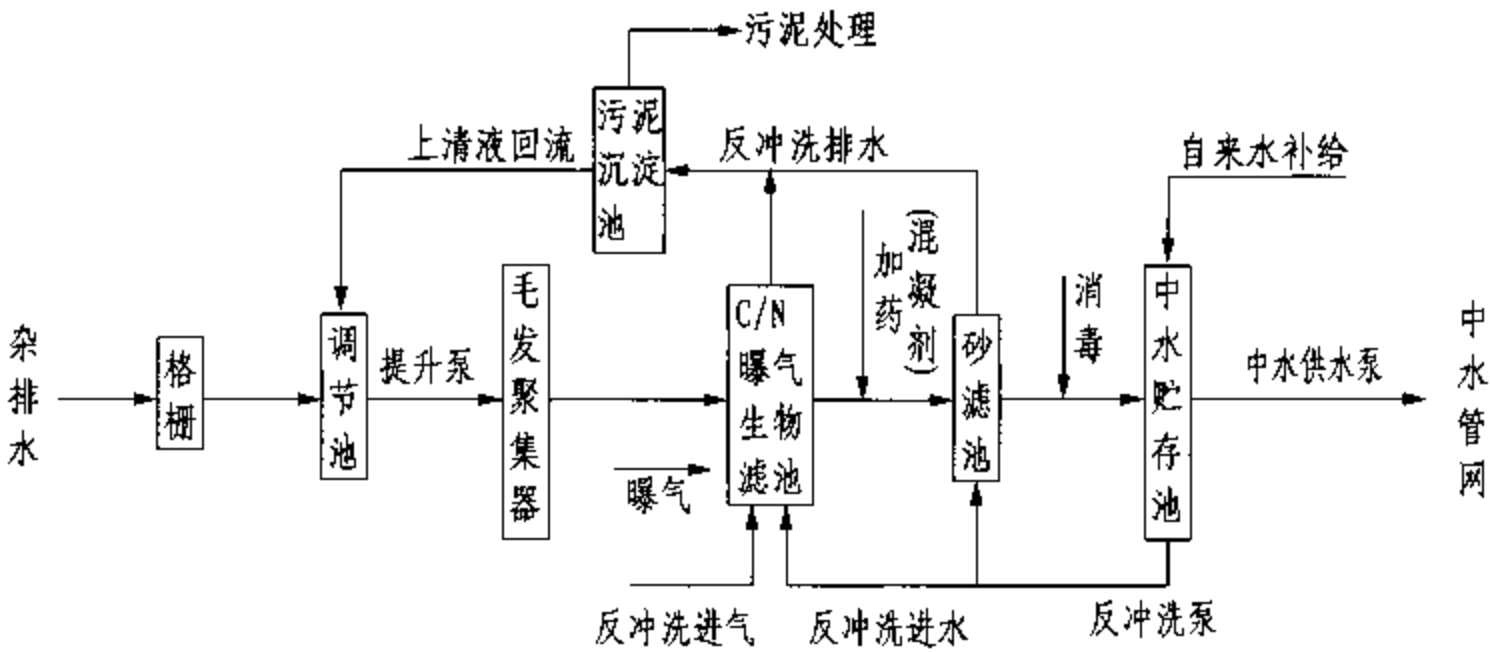 污泥处理
污泥
沉淀
池
上清液回流
反冲洗排水
自来水补给
杂排水
格栅
调节池
提升泵
毛发聚集器
C/N
曝气
生物
滤池
曝气
加药
(混凝剂)
砂滤池
消毒
中水贮存池
中水供水泵
中水管网
反冲洗进气
反冲洗进水
反冲洗泵